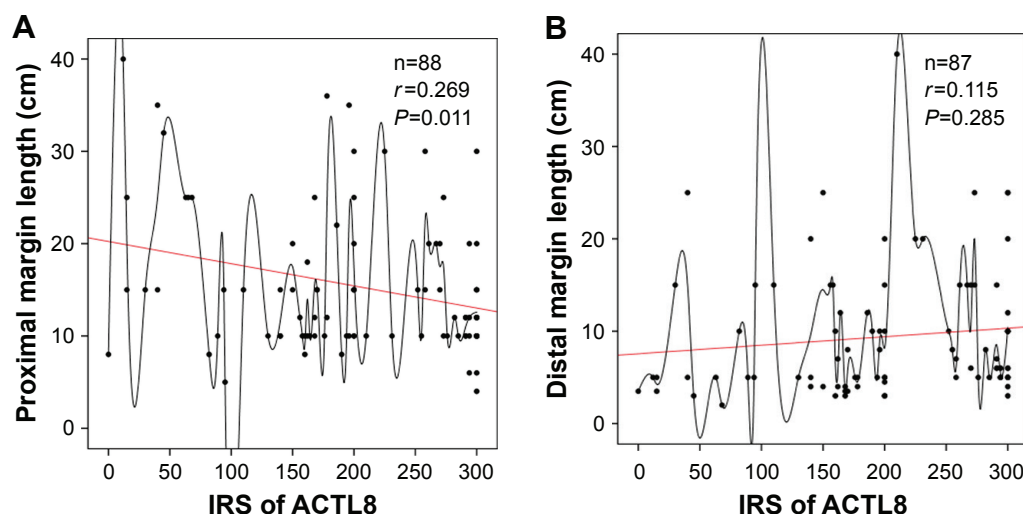 A
Proximal margin length (cm)
40
30
20
10
0
n=88
r=0.269
P=0.011
0 50 100 150 200 250 300
IRS of ACTL8
B
Distal margin length (cm)
40
30
20
10
0
n=87
r=0.115
P=0.285
0 50 100 150 200 250 300
IRS of ACTL8